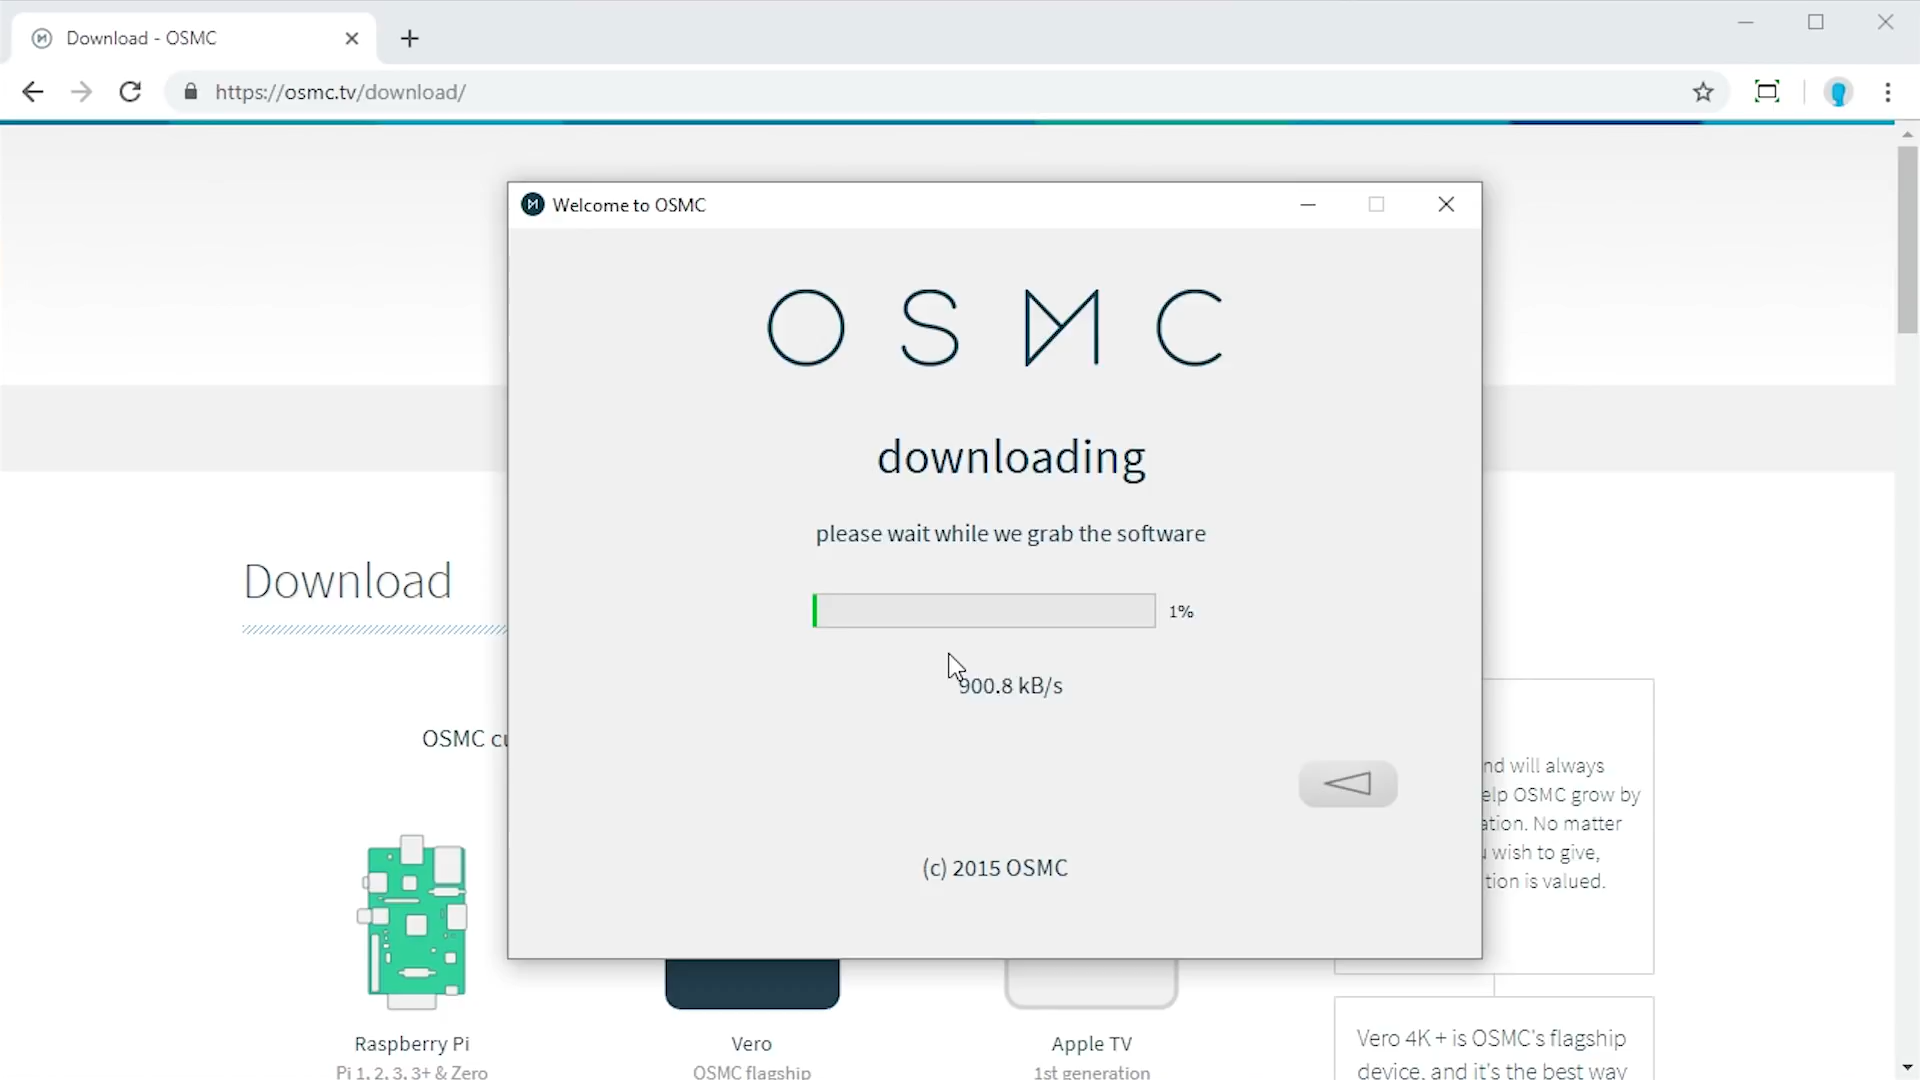 Download - OSMC
https://osmc.tv/download/
Welcome to OSMC
OSMC
downloading
please wait while we grab the software
1%
900.8 kB/s
(c) 2015 OSMC
Download
OSMC
nd will always
elp OSMC grow by
ation. No matter
wish to give,
tion is valued.
Raspberry Pi
Pi 1, 2, 3, 3+ & Zero
Vero
OSMC flagship
Apple TV
1st generation
Vero 4K + is OSMC's flagship
device, and it's the best way